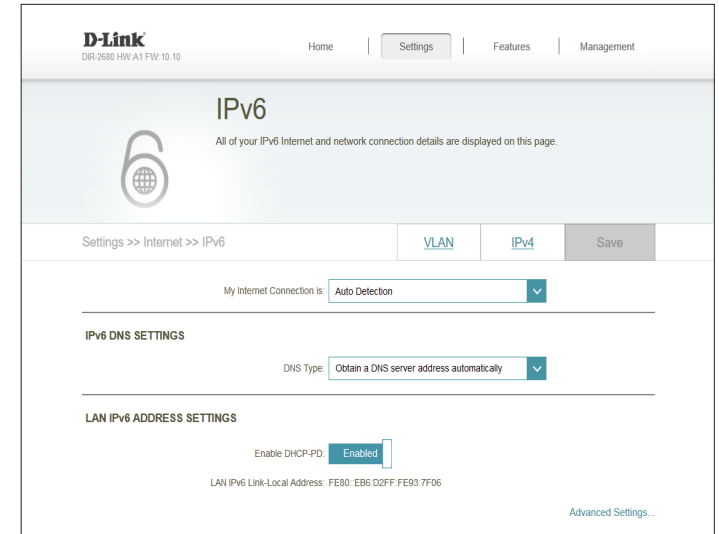 D-Link
DIR-2680 HW:A1 FW:10.10
Home
Settings
Features
Management
IPv6
All of your IPv6 Internet and network connection details are displayed on this page.
Settings >> Internet >> IPv6
VLAN
IPv4
Save
My Internet Connection is: Auto Detection
IPv6 DNS SETTINGS
DNS Type: Obtain a DNS server address automatically
LAN IPv6 ADDRESS SETTINGS
Enable DHCP-PD: Enabled
LAN IPv6 Link-Local Address: FE80::EB6:D2FF:FE93:7F06
Advanced Settings...